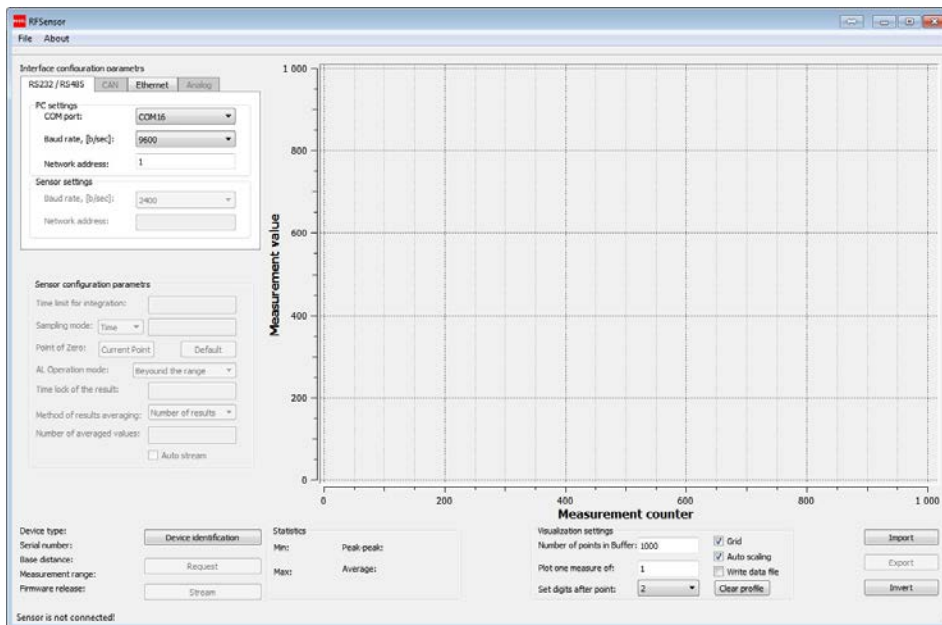 RFSensor
File About
Interface configuration parametrs
RS232 / RS485 CAN Ethernet Analog
PC settings
COM port: COM16
Baud rate, [b/sec]: 9600
Network address: 1
Sensor settings
Baud rate, [b/sec]: 2400
Network address:
Sensor configuration parametrs
Time limit for integration:
Sampling mode: Time
Point of Zero: Current Point Default
AL Operation mode: Beyound the range
Time lock of the result:
Method of results averaging: Number of results
Number of averaged values:
Auto stream
Measurement value
1 000
800
600
400
200
0
0 200 400 600 800 1 000
Measurement counter
Device type:
Serial number:
Base distance:
Measurement range:
Firmware release:
Device identification
Request
Stream
Statistics
Min: Peak-peak:
Max: Average:
Visualization settings
Number of points in Buffer: 1000
Plot one measure of: 1
Set digits after point: 2
Grid
Auto scaling
Write data file
Clear profile
Import
Export
Invert
Sensor is not connected!